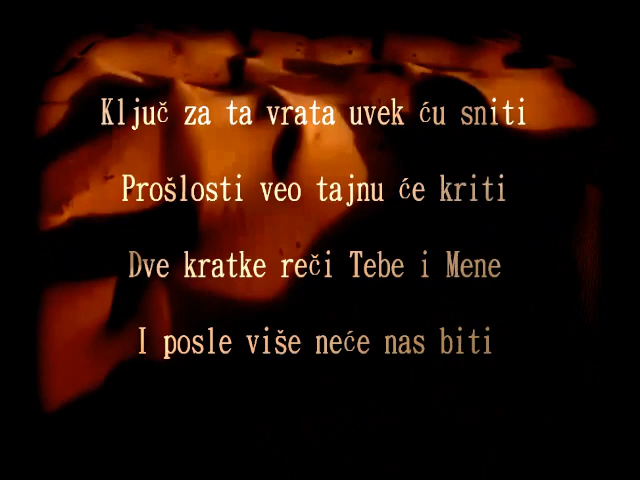 Ključ za ta vrata uvek ću sniti
Prošlosti veo tajnu će kriti
Dve kratke reči Tebe i Mene
I posle više neće nas biti